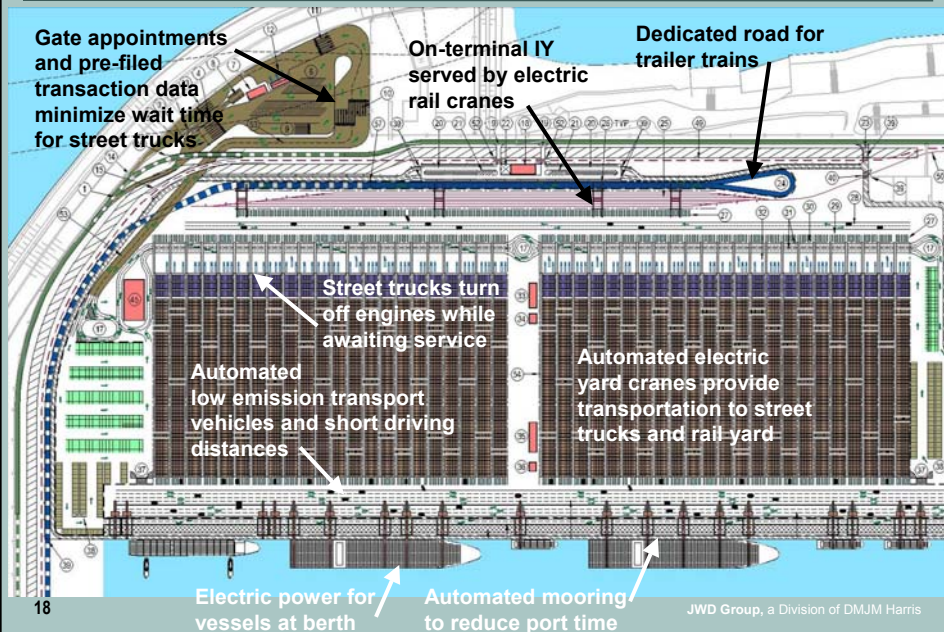 Gate appointments
and pre-filed
transaction data
minimize wait time
for street trucks
On-terminal IY
served by electric
rail cranes
Dedicated road for
trailer trains
Street trucks turn
off engines while
awaiting service
Automated
low emission transport
vehicles and short driving
distances
Automated electric
yard cranes provide
transportation to street
trucks and rail yard
Electric power for
vessels at berth
Automated mooring
to reduce port time
18
JWD Group, a Division of DMJM Harris